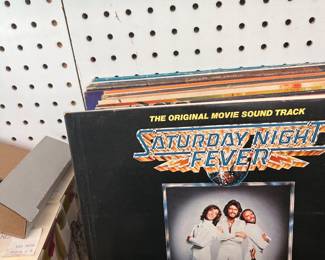 THE ORIGINAL MOVIE SOUND TRACK
SATURDAY NIGHT
FEVER